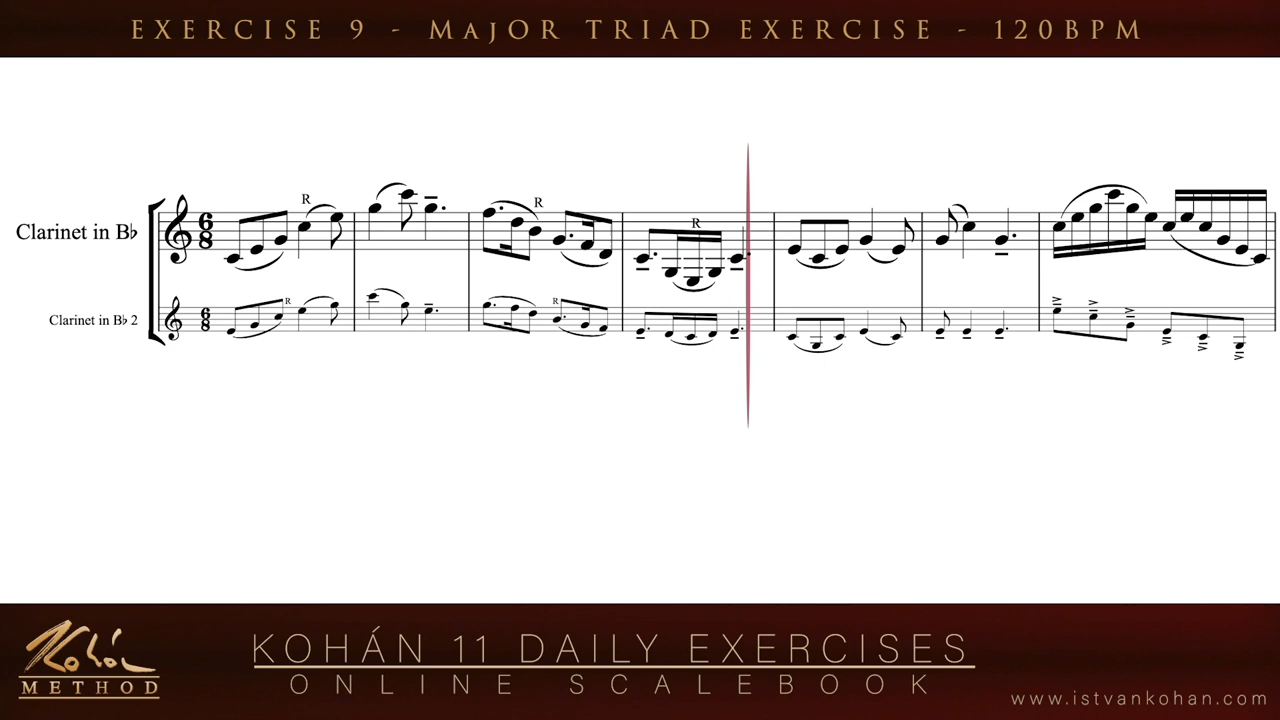 EXERCISE 9 - MAJOR TRIAD EXERCISE - 120BPM
R R R
Clarinet in B♭ 6 8
R R
Clarinet in B♭ 2 6 8
Kohán
METHOD
KOHÁN 11 DAILY EXERCISES
ONLINE SCALEBOOK
www.istvankohan.com